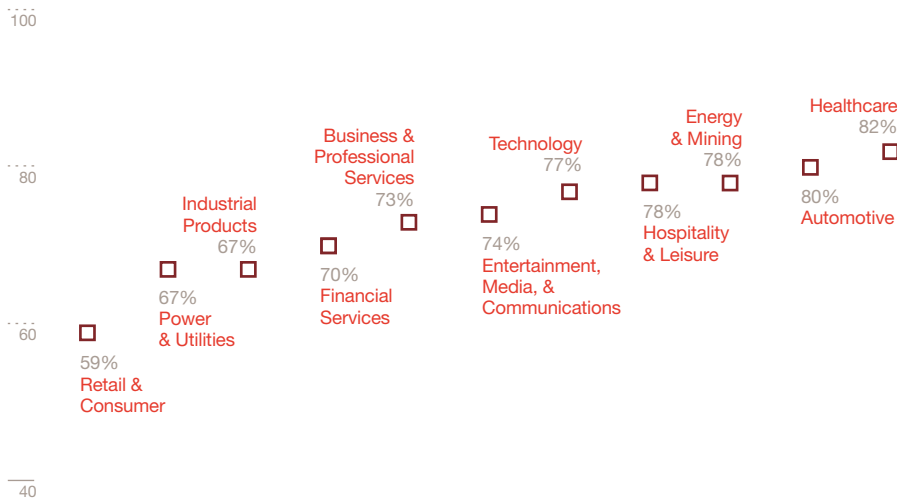 100
Healthcare
82%
Energy
& Mining
78%
Technology
77%
Business &
Professional
Services
73%
80
Industrial
Products
67%
80%
Automotive
78%
Hospitality
& Leisure
74%
Entertainment,
Media, &
Communications
70%
Financial
Services
67%
Power
& Utilities
60
59%
Retail &
Consumer
40